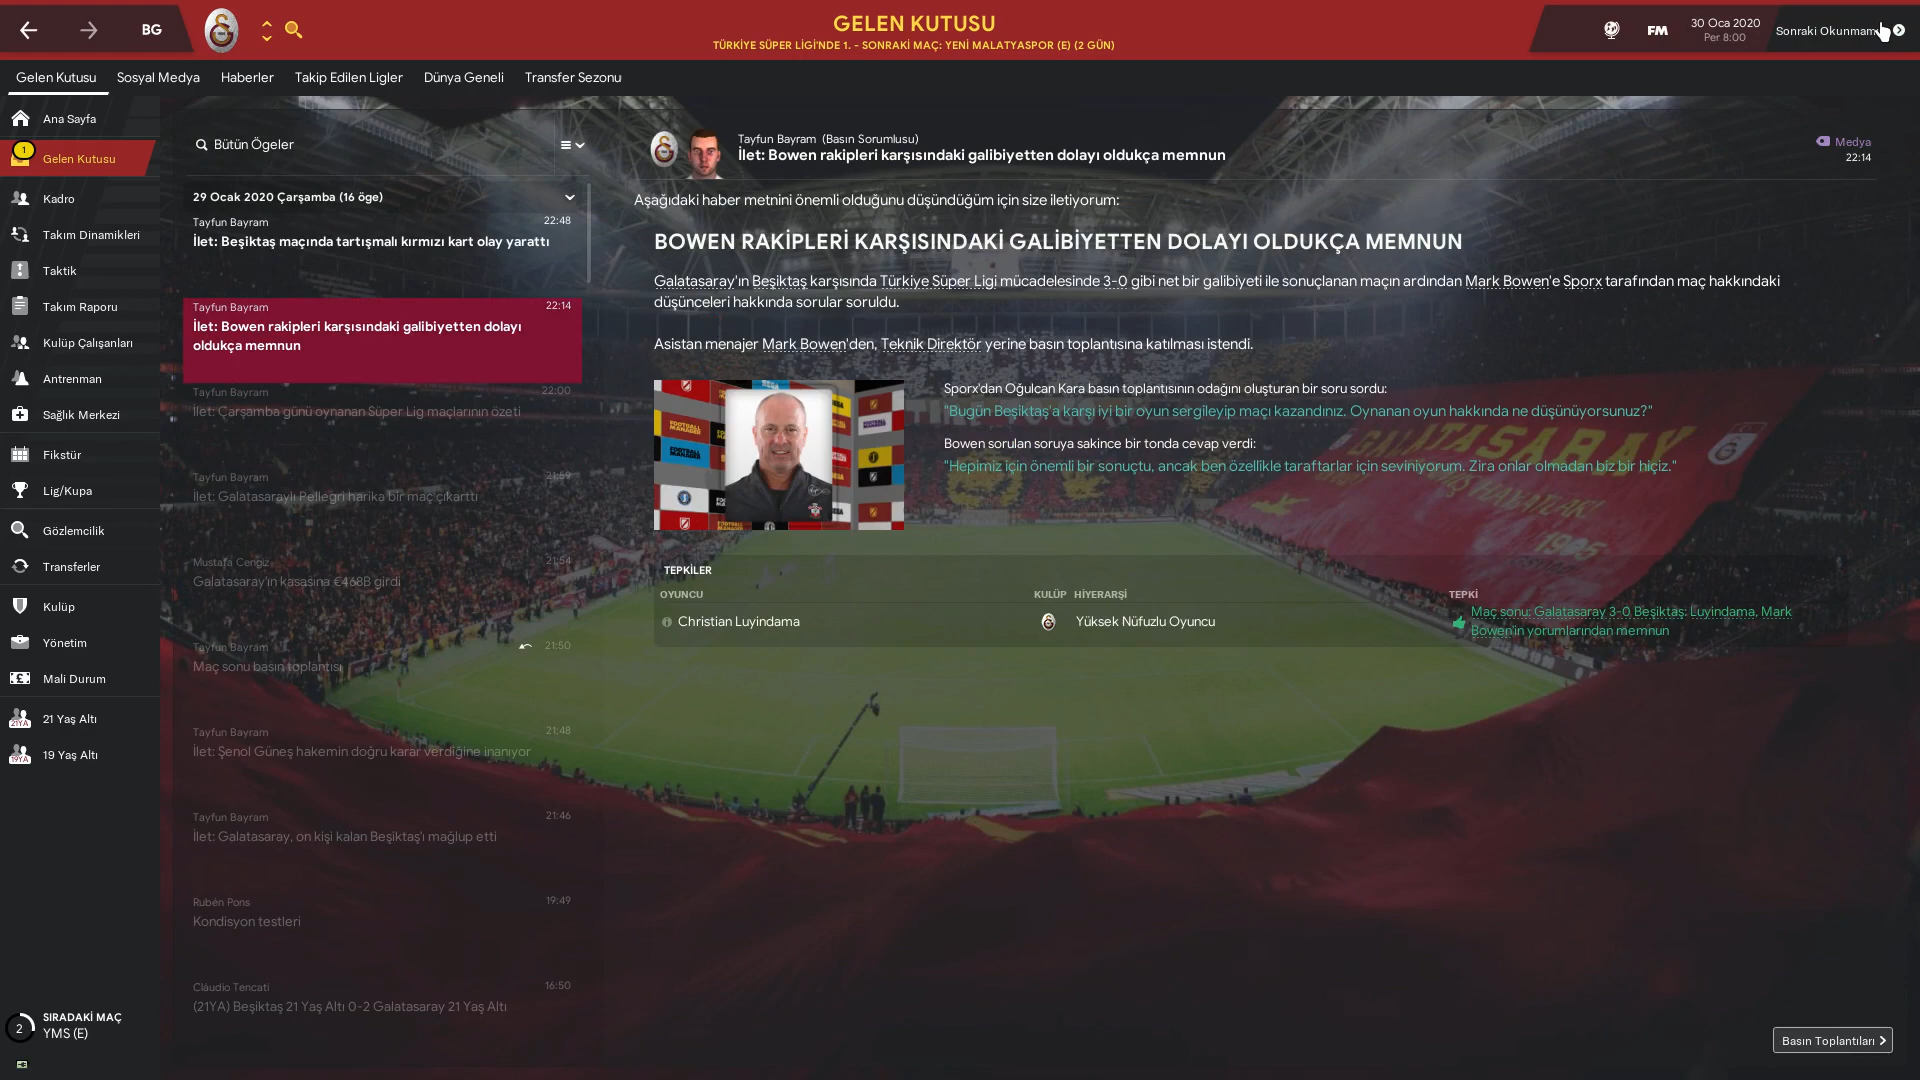 BG
GELEN KUTUSU
TÜRKİYE SÜPER LİGİ'NDE 1. - SONRAKİ MAÇ: YENİ MALATYASPOR (E) (2 GÜN)
FM
30 Oca 2020
Per 8:00
Sonraki Okunmam
Gelen Kutusu
Sosyal Medya
Haberler
Takip Edilen Ligler
Dünya Geneli
Transfer Sezonu
Ana Sayfa
1
Gelen Kutusu
Kadro
Takım Dinamikleri
Taktik
Takım Raporu
Kulüp Çalışanları
Antrenman
Sağlık Merkezi
Fikstür
Lig/Kupa
Gözlemcilik
Transferler
Kulüp
Yönetim
Mali Durum
21YA
21 Yaş Altı
19YA
19 Yaş Altı
2
SIRADAKİ MAÇ
YMS (E)
Bütün Ögeler
29 Ocak 2020 Çarşamba (16 öge)
Tayfun Bayram 22:48
İlet: Beşiktaş maçında tartışmalı kırmızı kart olay yarattı
Tayfun Bayram 22:14
İlet: Bowen rakipleri karşısındaki galibiyetten dolayı
oldukça memnun
Tayfun Bayram 22:00
İlet: Çarşamba günü oynanan Süper Lig maçlarının özeti
Tayfun Bayram 21:59
İlet: Galatasaraylı Pellegri harika bir maç çıkarttı
Mustafa Cengiz 21:54
Galatasaray'ın kasasına €468B girdi
Tayfun Bayram 21:50
Maç sonu basın toplantısı
Tayfun Bayram 21:48
İlet: Şenol Güneş hakemin doğru karar verdiğine inanıyor
Tayfun Bayram 21:46
İlet: Galatasaray, on kişi kalan Beşiktaş'ı mağlup etti
Rubén Pons 19:49
Kondisyon testleri
Cláudio Tencati 16:50
(21YA) Beşiktaş 21 Yaş Altı 0-2 Galatasaray 21 Yaş Altı
Tayfun Bayram (Basın Sorumlusu)
İlet: Bowen rakipleri karşısındaki galibiyetten dolayı oldukça memnun
Medya
22:14
Aşağıdaki haber metnini önemli olduğunu düşündüğüm için size iletiyorum:
BOWEN RAKİPLERİ KARŞISINDAKİ GALİBİYETTEN DOLAYI OLDUKÇA MEMNUN
Galatasaray'ın Beşiktaş karşısında Türkiye Süper Ligi mücadelesinde 3-0 gibi net bir galibiyeti ile sonuçlanan maçın ardından Mark Bowen'e Sporx tarafından maç hakkındaki
düşünceleri hakkında sorular soruldu.
Asistan menajer Mark Bowen'den, Teknik Direktör yerine basın toplantısına katılması istendi.
Sporx'dan Oğulcan Kara basın toplantısının odağını oluşturan bir soru sordu:
"Bugün Beşiktaş'a karşı iyi bir oyun sergileyip maçı kazandınız. Oynanan oyun hakkında ne düşünüyorsunuz?"
Bowen sorulan soruya sakince bir tonda cevap verdi:
"Hepimiz için önemli bir sonuçtu, ancak ben özellikle taraftarlar için seviniyorum. Zira onlar olmadan biz bir hiçiz."
FOOTBALL MANAGER
FOOTBALL MANAGER
TEPKİLER
OYUNCU KULÜP HİYERARŞİ TEPKİ
Christian Luyindama Yüksek Nüfuzlu Oyuncu
Maç sonu: Galatasaray 3-0 Beşiktaş: Luyindama, Mark
Bowen'in yorumlarından memnun
1905
Basın Toplantıları